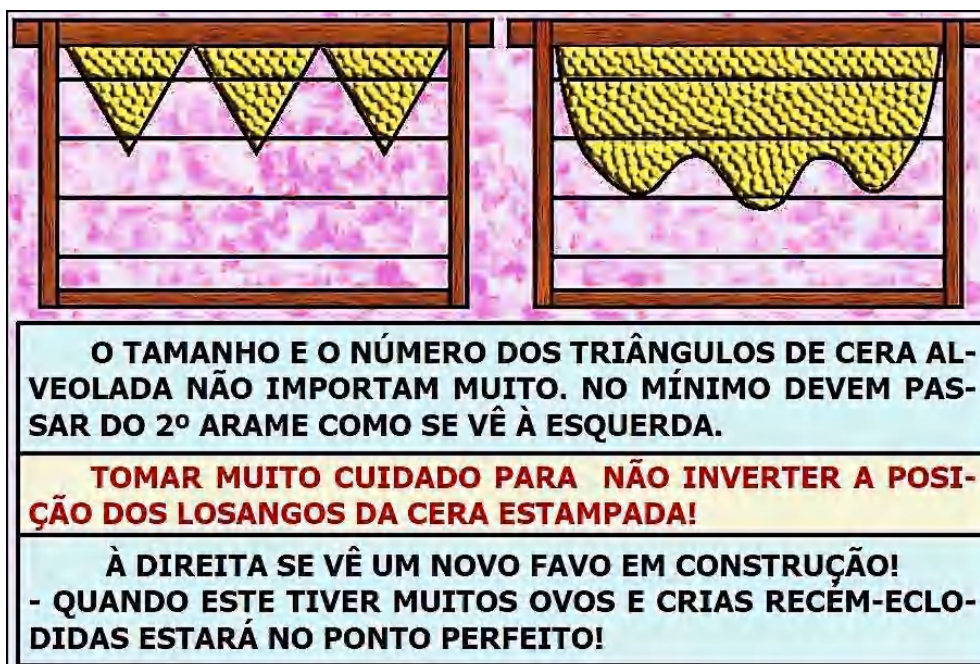 O TAMANHO E O NÚMERO DOS TRIÂNGULOS DE CERA AL-
VEOLADA NÃO IMPORTAM MUITO. NO MÍNIMO DEVEM PAS-
SAR DO 2º ARAME COMO SE VÊ À ESQUERDA.
TOMAR MUITO CUIDADO PARA NÃO INVERTER A POSI-
ÇÃO DOS LOSANGOS DA CERA ESTAMPADA!
À DIREITA SE VÊ UM NOVO FAVO EM CONSTRUÇÃO!
- QUANDO ESTE TIVER MUITOS OVOS E CRIAS RECÉM-ECLO-
DIDAS ESTARÁ NO PONTO PERFEITO!